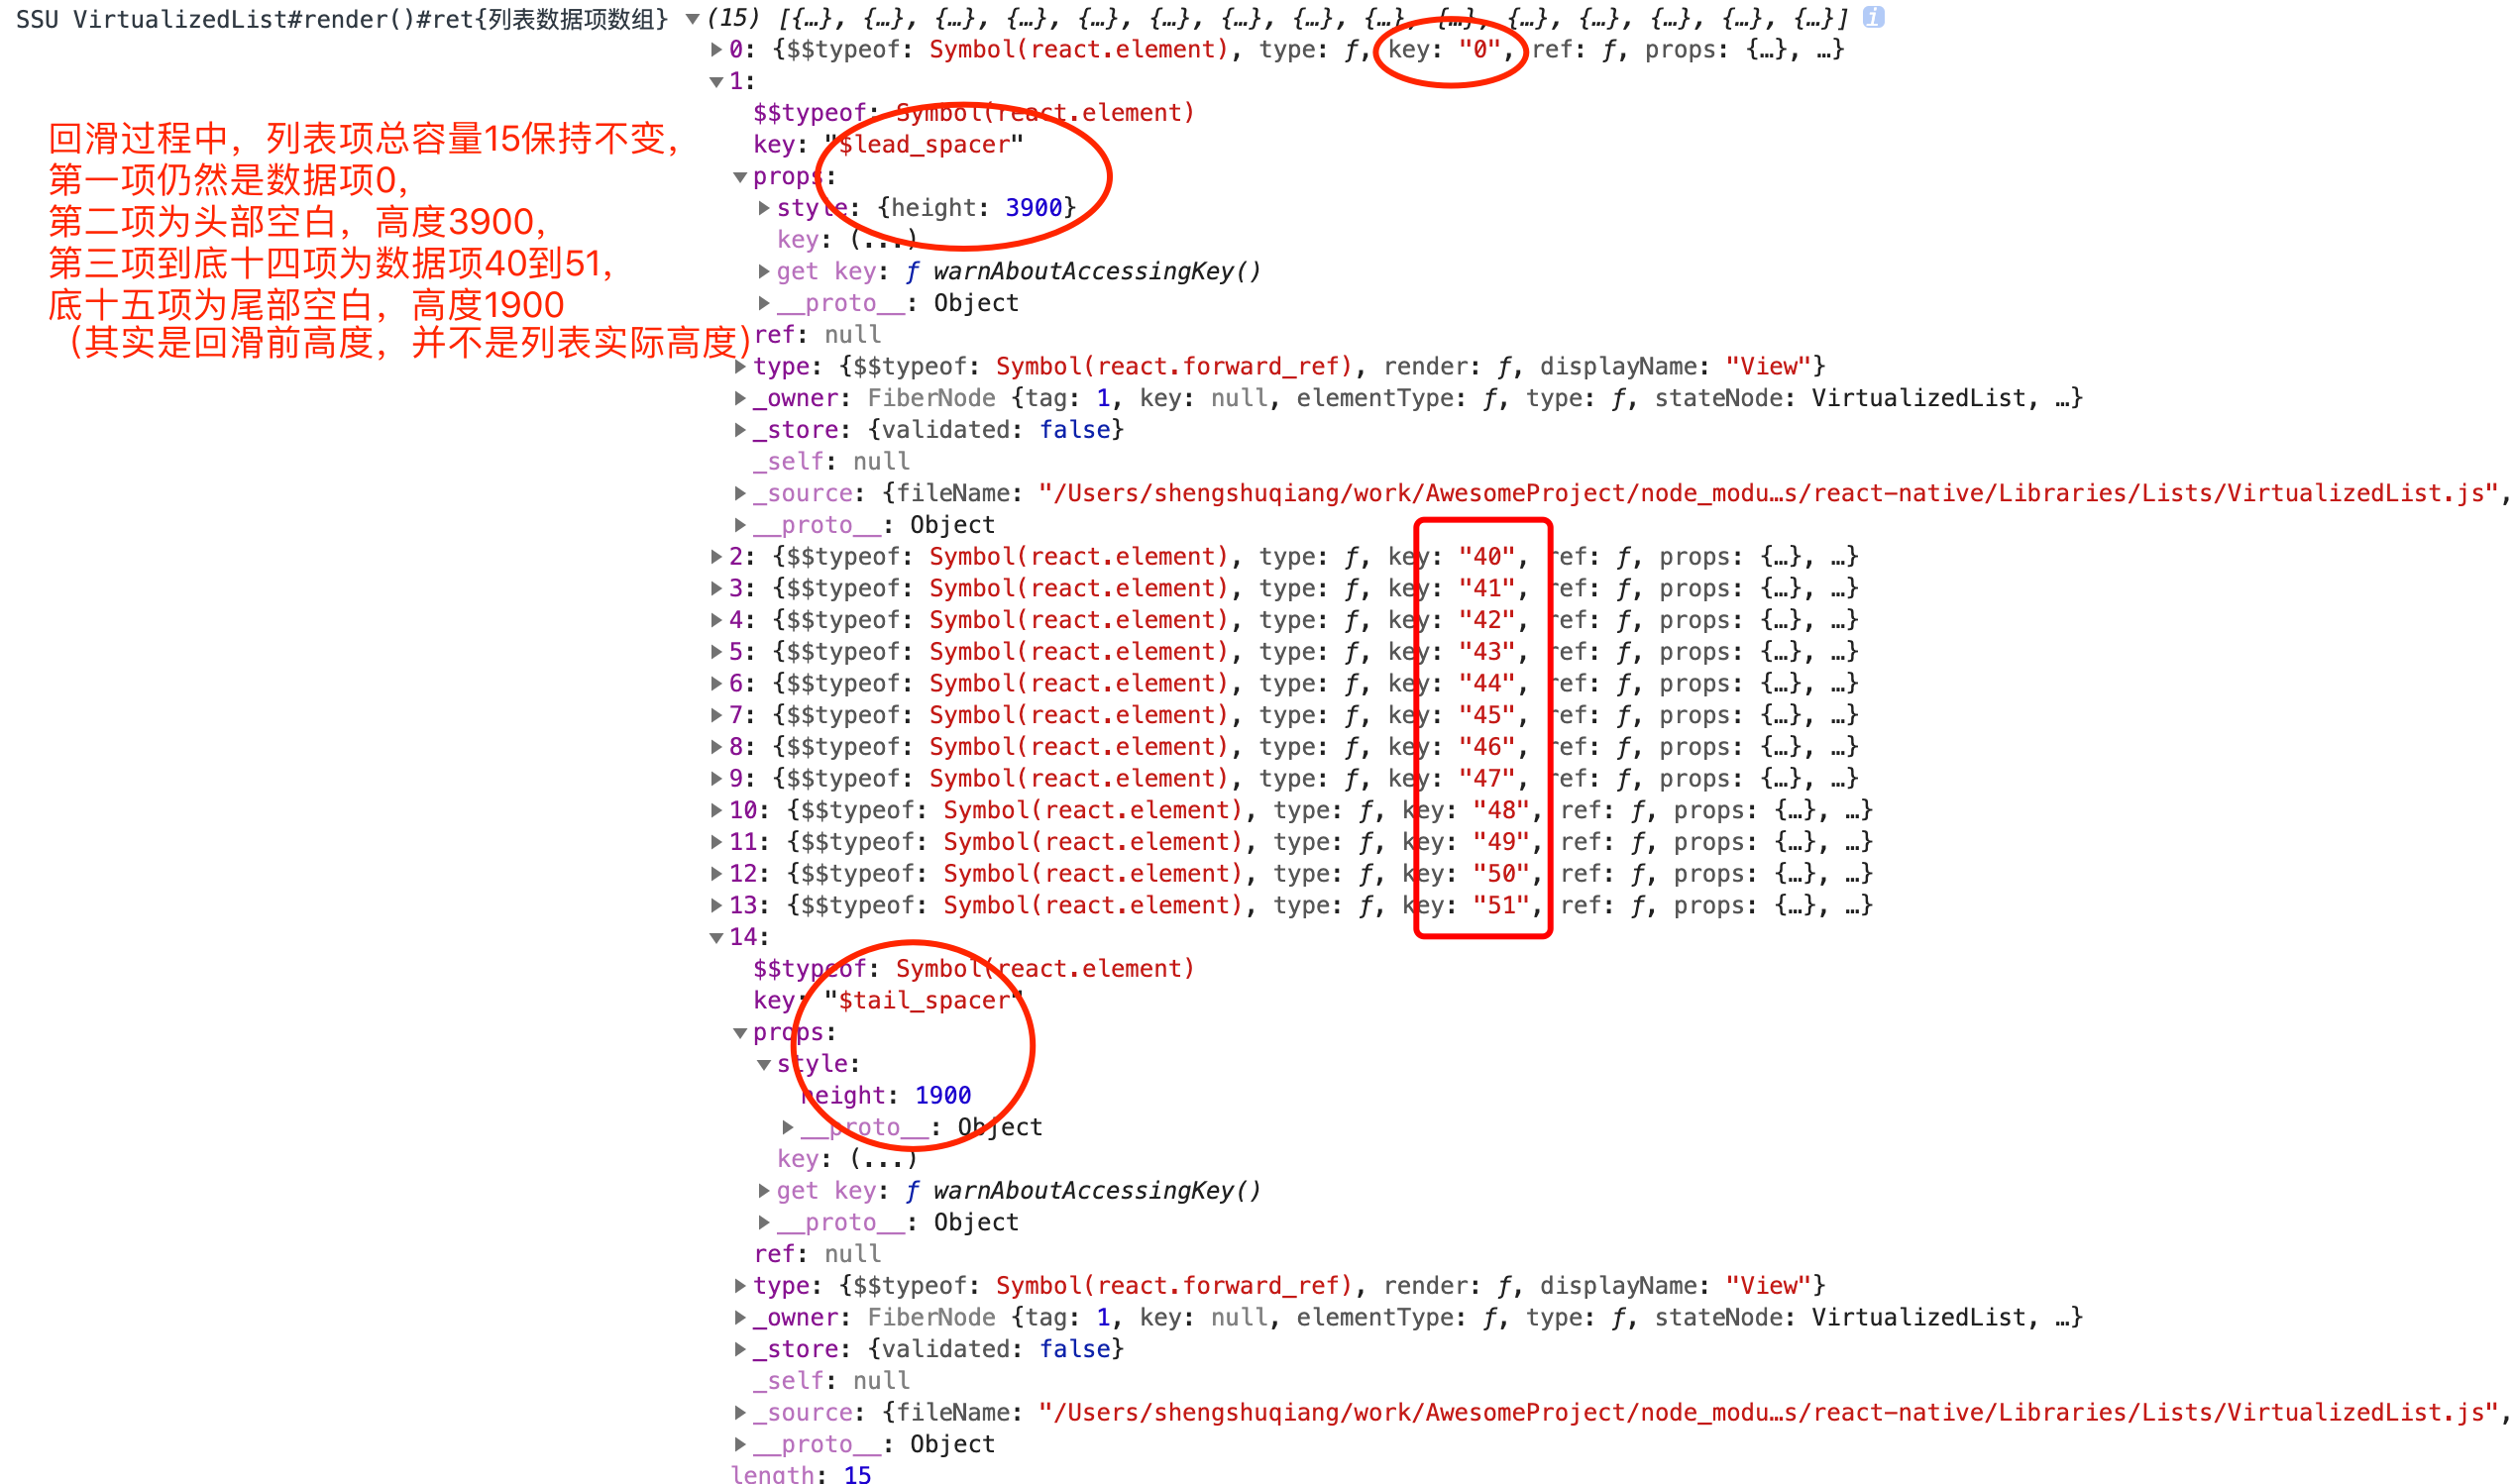 SSU VirtualizedList#render()#ret{列表数据项数组} ▼(15) [{…}, {…}, {…}, {…}, {…}, {…}, {…}, {…}, {…}, {…}, {…}, {…}, {…}, {…}, {…}] i
▶0: {$$typeof: Symbol(react.element), type: ƒ, key: "0", ref: ƒ, props: {…}, …}
▼1:
$$typeof: Symbol(react.element)
key: "$lead_spacer"
▼props:
▶style: {height: 3900}
key: (...)
▶get key: ƒ warnAboutAccessingKey()
▶__proto__: Object
ref: null
▶type: {$$typeof: Symbol(react.forward_ref), render: ƒ, displayName: "View"}
▶_owner: FiberNode {tag: 1, key: null, elementType: ƒ, type: ƒ, stateNode: VirtualizedList, …}
▶_store: {validated: false}
_self: null
▶_source: {fileName: "/Users/shengshuqiang/work/AwesomeProject/node_modu…s/react-native/Libraries/Lists/VirtualizedList.js",
▶__proto__: Object
回滑过程中，列表项总容量15保持不变，
第一项仍然是数据项0，
第二项为头部空白，高度3900，
第三项到底十四项为数据项40到51，
底十五项为尾部空白，高度1900
（其实是回滑前高度，并不是列表实际高度）
▶2: {$$typeof: Symbol(react.element), type: ƒ, key: "40", ref: ƒ, props: {…}, …}
▶3: {$$typeof: Symbol(react.element), type: ƒ, key: "41", ref: ƒ, props: {…}, …}
▶4: {$$typeof: Symbol(react.element), type: ƒ, key: "42", ref: ƒ, props: {…}, …}
▶5: {$$typeof: Symbol(react.element), type: ƒ, key: "43", ref: ƒ, props: {…}, …}
▶6: {$$typeof: Symbol(react.element), type: ƒ, key: "44", ref: ƒ, props: {…}, …}
▶7: {$$typeof: Symbol(react.element), type: ƒ, key: "45", ref: ƒ, props: {…}, …}
▶8: {$$typeof: Symbol(react.element), type: ƒ, key: "46", ref: ƒ, props: {…}, …}
▶9: {$$typeof: Symbol(react.element), type: ƒ, key: "47", ref: ƒ, props: {…}, …}
▶10: {$$typeof: Symbol(react.element), type: ƒ, key: "48", ref: ƒ, props: {…}, …}
▶11: {$$typeof: Symbol(react.element), type: ƒ, key: "49", ref: ƒ, props: {…}, …}
▶12: {$$typeof: Symbol(react.element), type: ƒ, key: "50", ref: ƒ, props: {…}, …}
▶13: {$$typeof: Symbol(react.element), type: ƒ, key: "51", ref: ƒ, props: {…}, …}
▼14:
$$typeof: Symbol(react.element)
key: "$tail_spacer"
▼props:
▼style:
height: 1900
▶__proto__: Object
key: (...)
▶get key: ƒ warnAboutAccessingKey()
▶__proto__: Object
ref: null
▶type: {$$typeof: Symbol(react.forward_ref), render: ƒ, displayName: "View"}
▶_owner: FiberNode {tag: 1, key: null, elementType: ƒ, type: ƒ, stateNode: VirtualizedList, …}
▶_store: {validated: false}
_self: null
▶_source: {fileName: "/Users/shengshuqiang/work/AwesomeProject/node_modu…s/react-native/Libraries/Lists/VirtualizedList.js",
▶__proto__: Object
length: 15